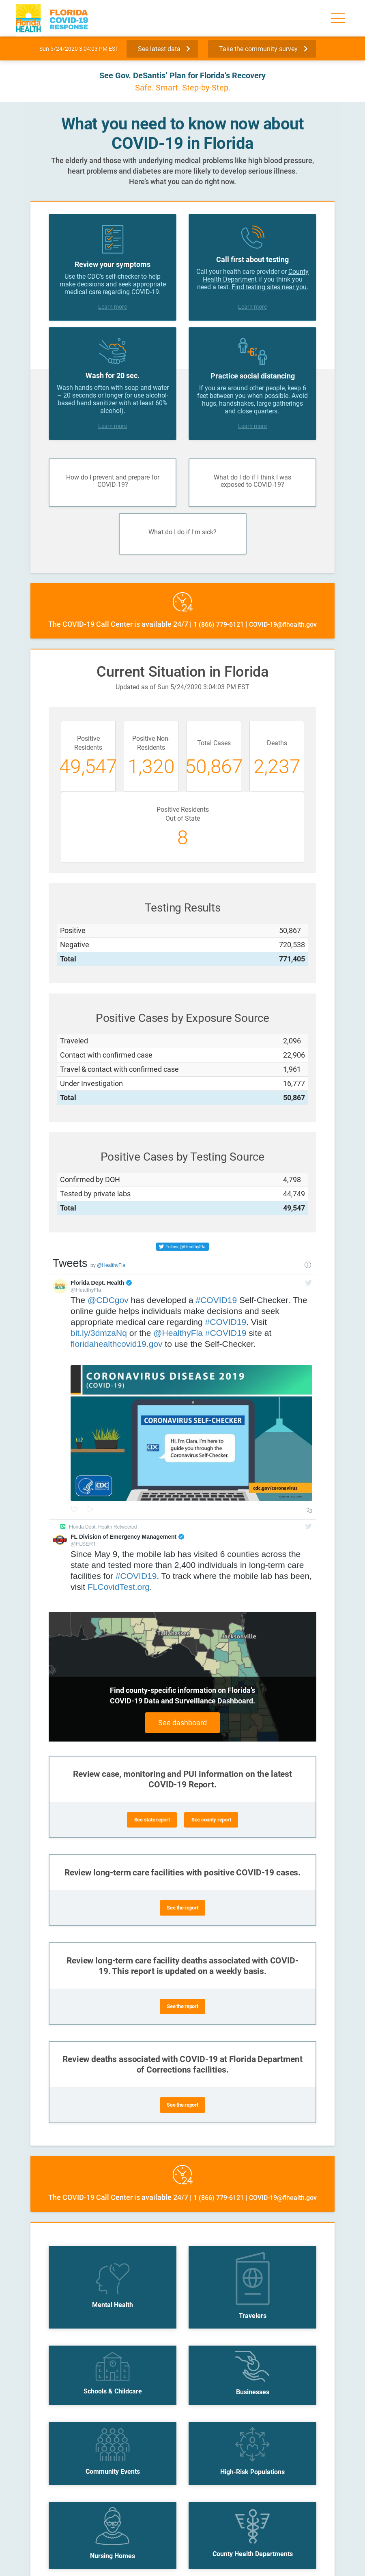 Florida
HEALTH
FLORIDA
COVID-19
RESPONSE
Sun 5/24/2020 3:04:03 PM EST
See latest data
Take the community survey
See Gov. DeSantis' Plan for Florida's Recovery
Safe. Smart. Step-by-Step.
What you need to know now about
COVID-19 in Florida
The elderly and those with underlying medical problems like high blood pressure,
heart problems and diabetes are more likely to develop serious illness.
Here's what you can do right now.
Review your symptoms
Use the CDC's self-checker to help
make decisions and seek appropriate
medical care regarding COVID-19.
Learn more
Call first about testing
Call your health care provider or County
Health Department if you think you
need a test. Find testing sites near you.
Learn more
Wash for 20 sec.
Wash hands often with soap and water
– 20 seconds or longer (or use alcohol-
based hand sanitizer with at least 60%
alcohol).
Learn more
6'
Practice social distancing
If you are around other people, keep 6
feet between you when possible. Avoid
hugs, handshakes, large gatherings
and close quarters.
Learn more
How do I prevent and prepare for
COVID-19?
What do I do if I think I was
exposed to COVID-19?
What do I do if I'm sick?
24
The COVID-19 Call Center is available 24/7 | 1 (866) 779-6121 | COVID-19@flhealth.gov
Current Situation in Florida
Updated as of Sun 5/24/2020 3:04:03 PM EST
Positive
Residents
49,547
Positive Non-
Residents
1,320
Total Cases
50,867
Deaths
2,237
Positive Residents
Out of State
8
Testing Results
Positive 50,867
Negative 720,538
Total 771,405
Positive Cases by Exposure Source
Traveled 2,096
Contact with confirmed case 22,906
Travel & contact with confirmed case 1,961
Under Investigation 16,777
Total 50,867
Positive Cases by Testing Source
Confirmed by DOH 4,798
Tested by private labs 44,749
Total 49,547
Follow @HealthyFla
Tweets by @HealthyFla
Florida Dept. Health
@HealthyFla
The @CDCgov has developed a #COVID19 Self-Checker. The
online guide helps individuals make decisions and seek
appropriate medical care regarding #COVID19. Visit
bit.ly/3dmzaNq or the @HealthyFla #COVID19 site at
floridahealthcovid19.gov to use the Self-Checker.
CORONAVIRUS DISEASE 2019
(COVID-19)
CORONAVIRUS SELF-CHECKER
CDC
Hi, I'm Clara. I'm here to
guide you through the
Coronavirus Self-Checker.
CDC
cdc.gov/coronavirus
Florida Dept. Health Retweeted
FL Division of Emergency Management
@FLSERT
Since May 9, the mobile lab has visited 6 counties across the
state and tested more than 2,400 individuals in long-term care
facilities for #COVID19. To track where the mobile lab has been,
visit FLCovidTest.org.
Tallahassee
Jacksonville
Find county-specific information on Florida's
COVID-19 Data and Surveillance Dashboard.
See dashboard
Review case, monitoring and PUI information on the latest
COVID-19 Report.
See state report
See county report
Review long-term care facilities with positive COVID-19 cases.
See the report
Review long-term care facility deaths associated with COVID-
19. This report is updated on a weekly basis.
See the report
Review deaths associated with COVID-19 at Florida Department
of Corrections facilities.
See the report
24
The COVID-19 Call Center is available 24/7 | 1 (866) 779-6121 | COVID-19@flhealth.gov
Mental Health
Travelers
Schools & Childcare
Businesses
Community Events
High-Risk Populations
Nursing Homes
County Health Departments